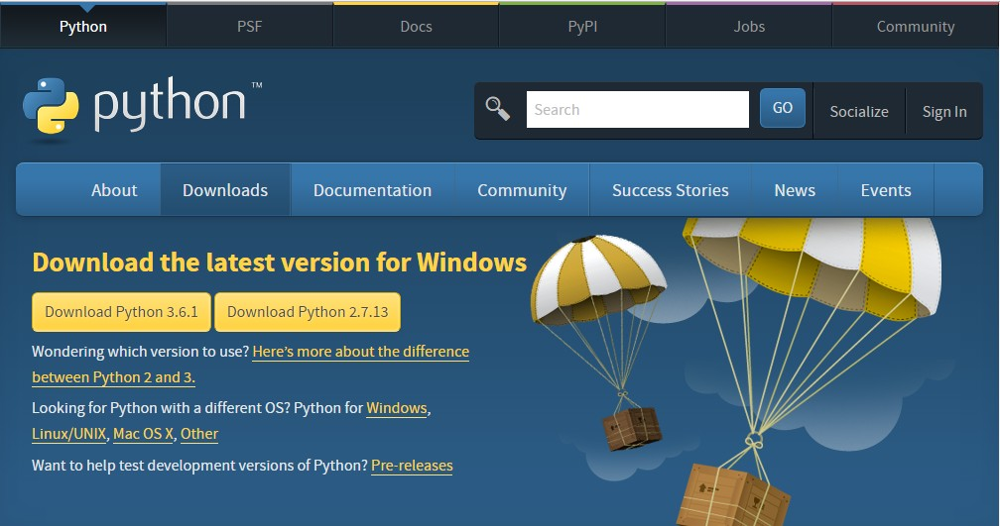 Python PSF Docs PyPI Jobs Community
python™
Search GO Socialize Sign In
About Downloads Documentation Community Success Stories News Events
Download the latest version for Windows
Download Python 3.6.1 Download Python 2.7.13
Wondering which version to use? Here's more about the difference
between Python 2 and 3.
Looking for Python with a different OS? Python for Windows,
Linux/UNIX, Mac OS X, Other
Want to help test development versions of Python? Pre-releases